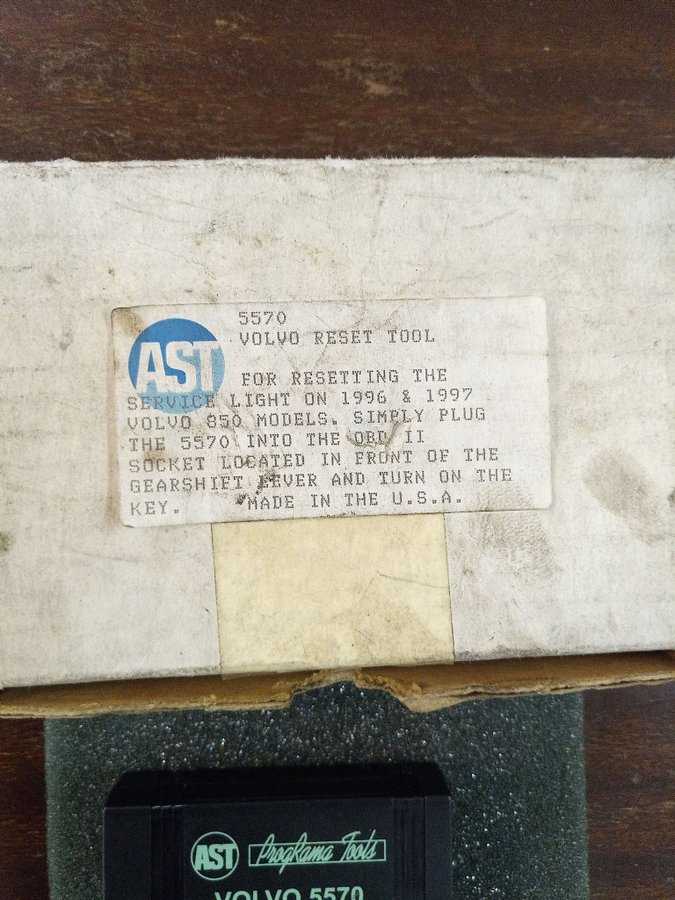 5570
VOLVO RESET TOOL
AST
FOR RESETTING THE
SERVICE LIGHT ON 1996 & 1997
VOLVO 850 MODELS. SIMPLY PLUG
THE 5570 INTO THE OBD II
SOCKET LOCATED IN FRONT OF THE
GEARSHIFT LEVER AND TURN ON THE
KEY. MADE IN THE U.S.A.
AST ProgRama Tools
VOLVO 5570